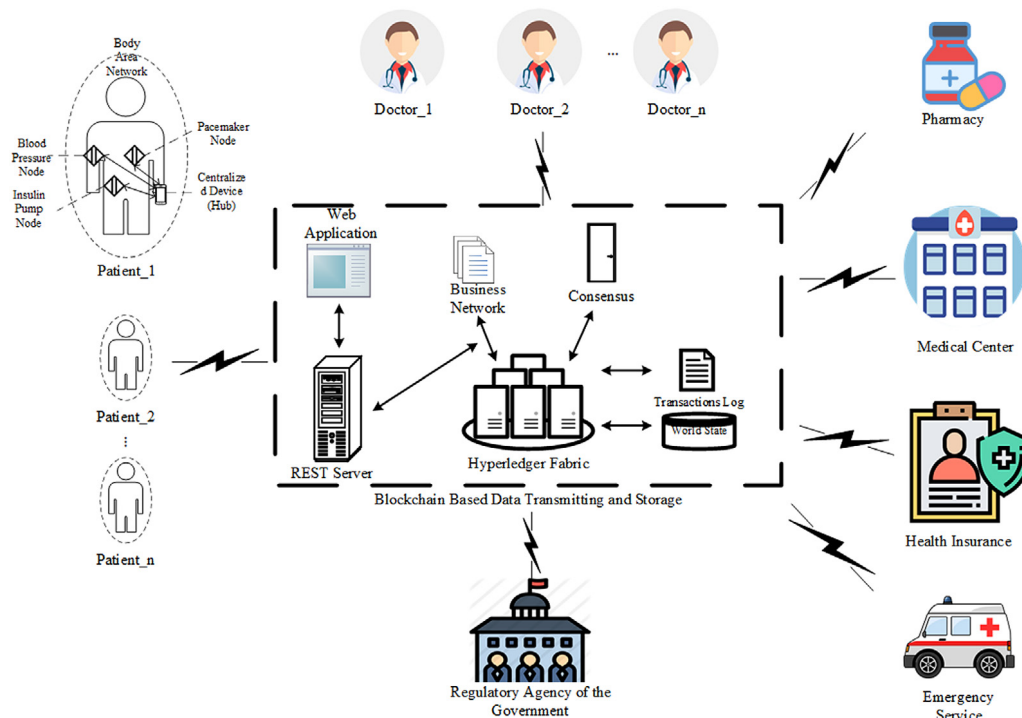 Body
Area
Network
Pacemaker
Node
Blood
Pressure
Node
Insulin
Pump
Node
Centralize
d Device
(Hub)
Patient_1
Patient_2
...
Patient_n
Doctor_1
Doctor_2
...
Doctor_n
Pharmacy
Medical Center
Health Insurance
Emergency
Service
Web
Application
Business
Network
Consensus
REST Server
Hyperledger Fabric
Transactions Log
World State
Blockchain Based Data Transmitting and Storage
Regulatory Agency of the
Government